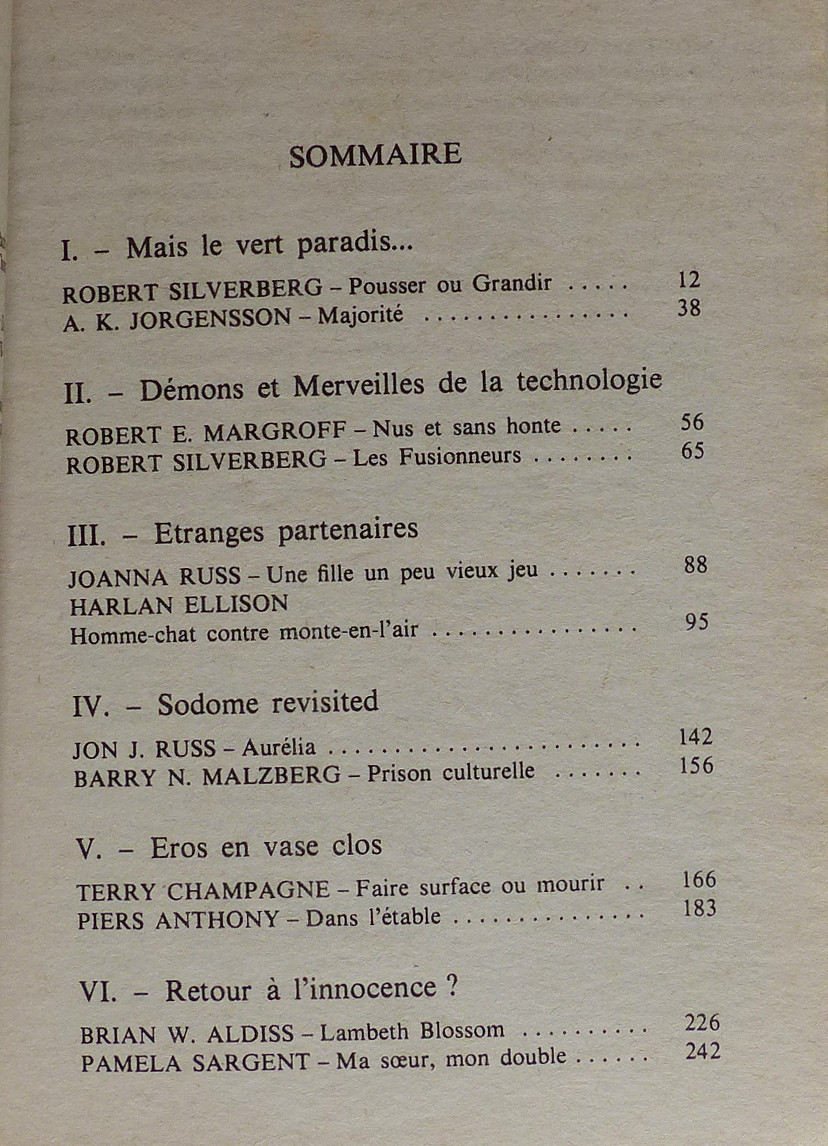 SOMMAIRE
I. – Mais le vert paradis...
ROBERT SILVERBERG – Pousser ou Grandir ..... 12
A. K. JORGENSSON – Majorité ................ 38
II. – Démons et Merveilles de la technologie
ROBERT E. MARGROFF – Nus et sans honte ..... 56
ROBERT SILVERBERG – Les Fusionneurs ........ 65
III. – Etranges partenaires
JOANNA RUSS – Une fille un peu vieux jeu ....... 88
HARLAN ELLISON
Homme-chat contre monte-en-l'air ................ 95
IV. – Sodome revisited
JON J. RUSS – Aurélia ........................ 142
BARRY N. MALZBERG – Prison culturelle ....... 156
V. – Eros en vase clos
TERRY CHAMPAGNE – Faire surface ou mourir .. 166
PIERS ANTHONY – Dans l'étable ............... 183
VI. – Retour à l'innocence ?
BRIAN W. ALDISS – Lambeth Blossom .......... 226
PAMELA SARGENT – Ma sœur, mon double ...... 242